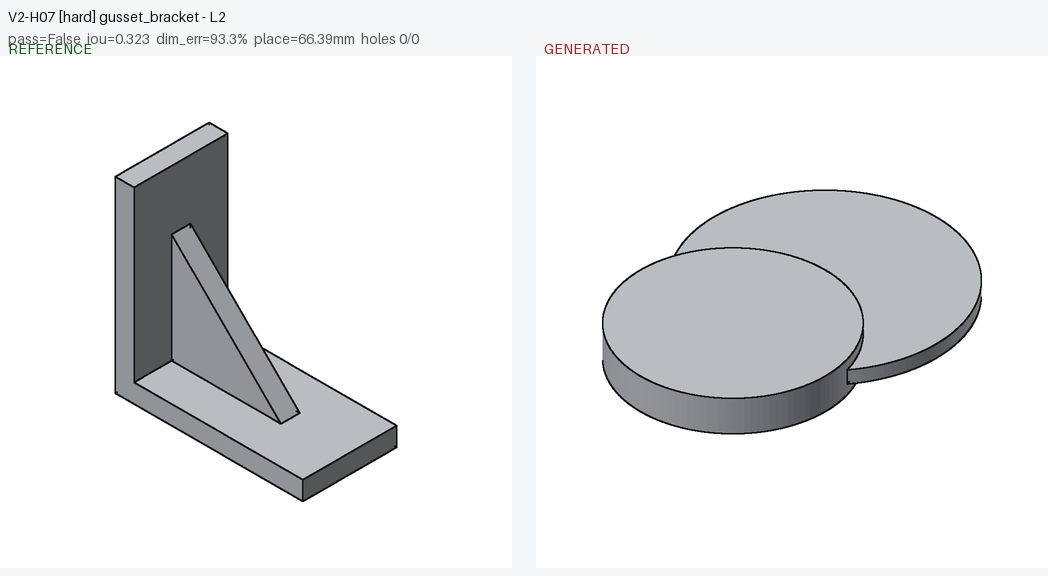 V2-H07 [hard] gusset_bracket - L2
pass=False iou=0.323 dim_err=93.3% place=66.39mm holes 0/0
REFERENCE
GENERATED